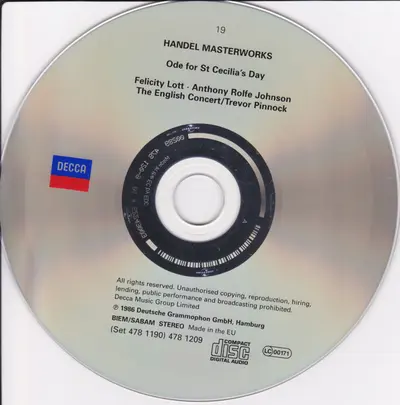 19
HANDEL MASTERWORKS
Ode for St Cecilia's Day
Felicity Lott · Anthony Rolfe Johnson
The English Concert/Trevor Pinnock
DECCA
All rights reserved. Unauthorised copying, reproduction, hiring,
lending, public performance and broadcasting prohibited.
Decca Music Group Limited
℗ 1986 Deutsche Grammophon GmbH, Hamburg
BIEM/SABAM STEREO Made in the EU
(Set 478 1190) 478 1209
COMPACT
disc
DIGITAL AUDIO
LC 00171